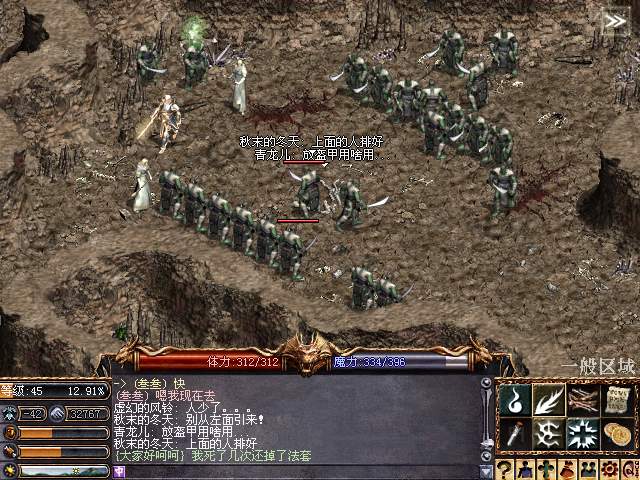 秋末的冬天：上面的人排好
青龙儿：放盔甲用啥用...
体力:312/312
魔力:334/396
一般区域
等级:45 12.91%
-42 32767
-> (叁叁) 快
(叁叁) 嗯我现在去
虚幻的风铃: 人少了。。。
秋末的冬天: 别从左面引来!
青龙儿: 放盔甲用啥用
秋末的冬天: 上面的人排好
{大家好呵呵} 我死了几次还掉了法套
中